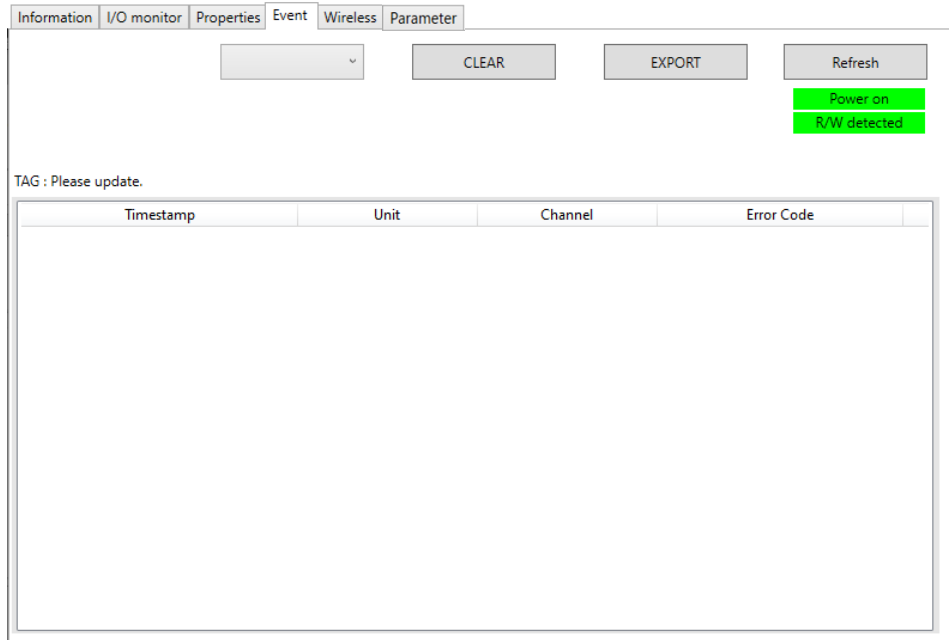 Information I/O monitor Properties Event Wireless Parameter
CLEAR EXPORT Refresh
Power on
R/W detected
TAG : Please update.
Timestamp Unit Channel Error Code